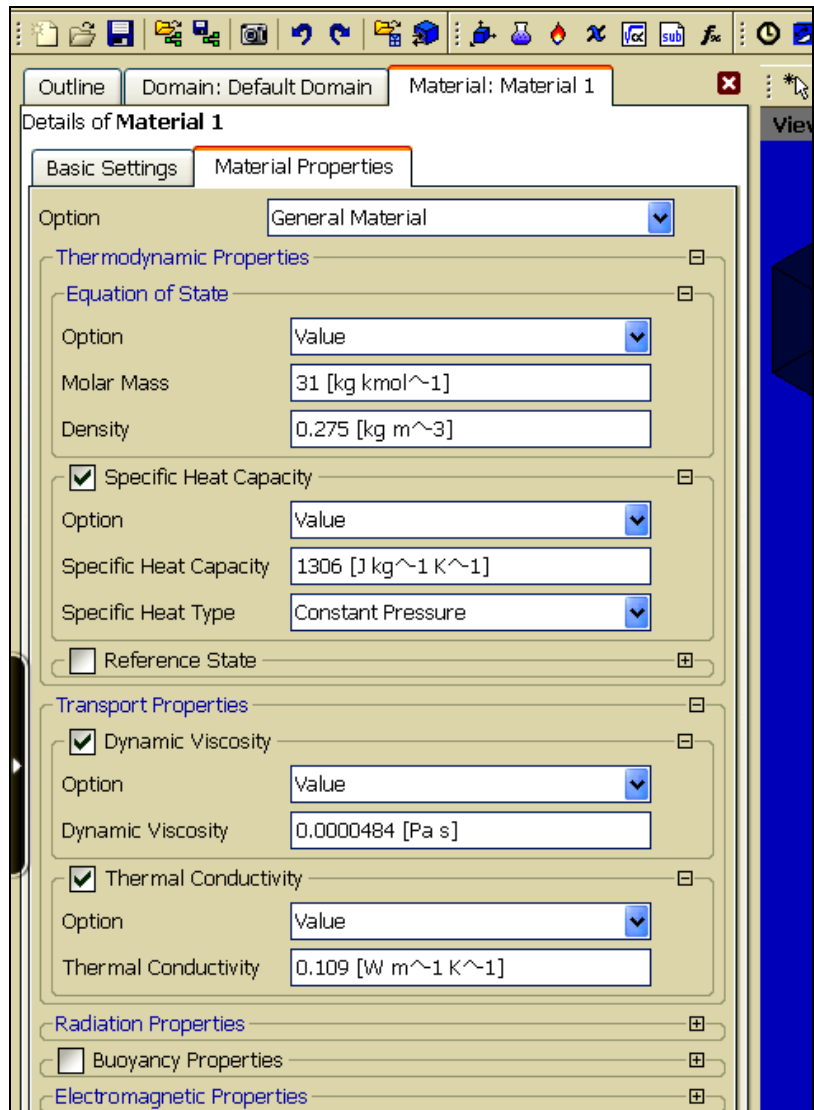 √α sub fx
Outline Domain: Default Domain Material: Material 1
Details of Material 1
View
Basic Settings Material Properties
Option General Material
Thermodynamic Properties
Equation of State
Option Value
Molar Mass 31 [kg kmol^-1]
Density 0.275 [kg m^-3]
Specific Heat Capacity
Option Value
Specific Heat Capacity 1306 [J kg^-1 K^-1]
Specific Heat Type Constant Pressure
Reference State
Transport Properties
Dynamic Viscosity
Option Value
Dynamic Viscosity 0.0000484 [Pa s]
Thermal Conductivity
Option Value
Thermal Conductivity 0.109 [W m^-1 K^-1]
Radiation Properties
Buoyancy Properties
Electromagnetic Properties